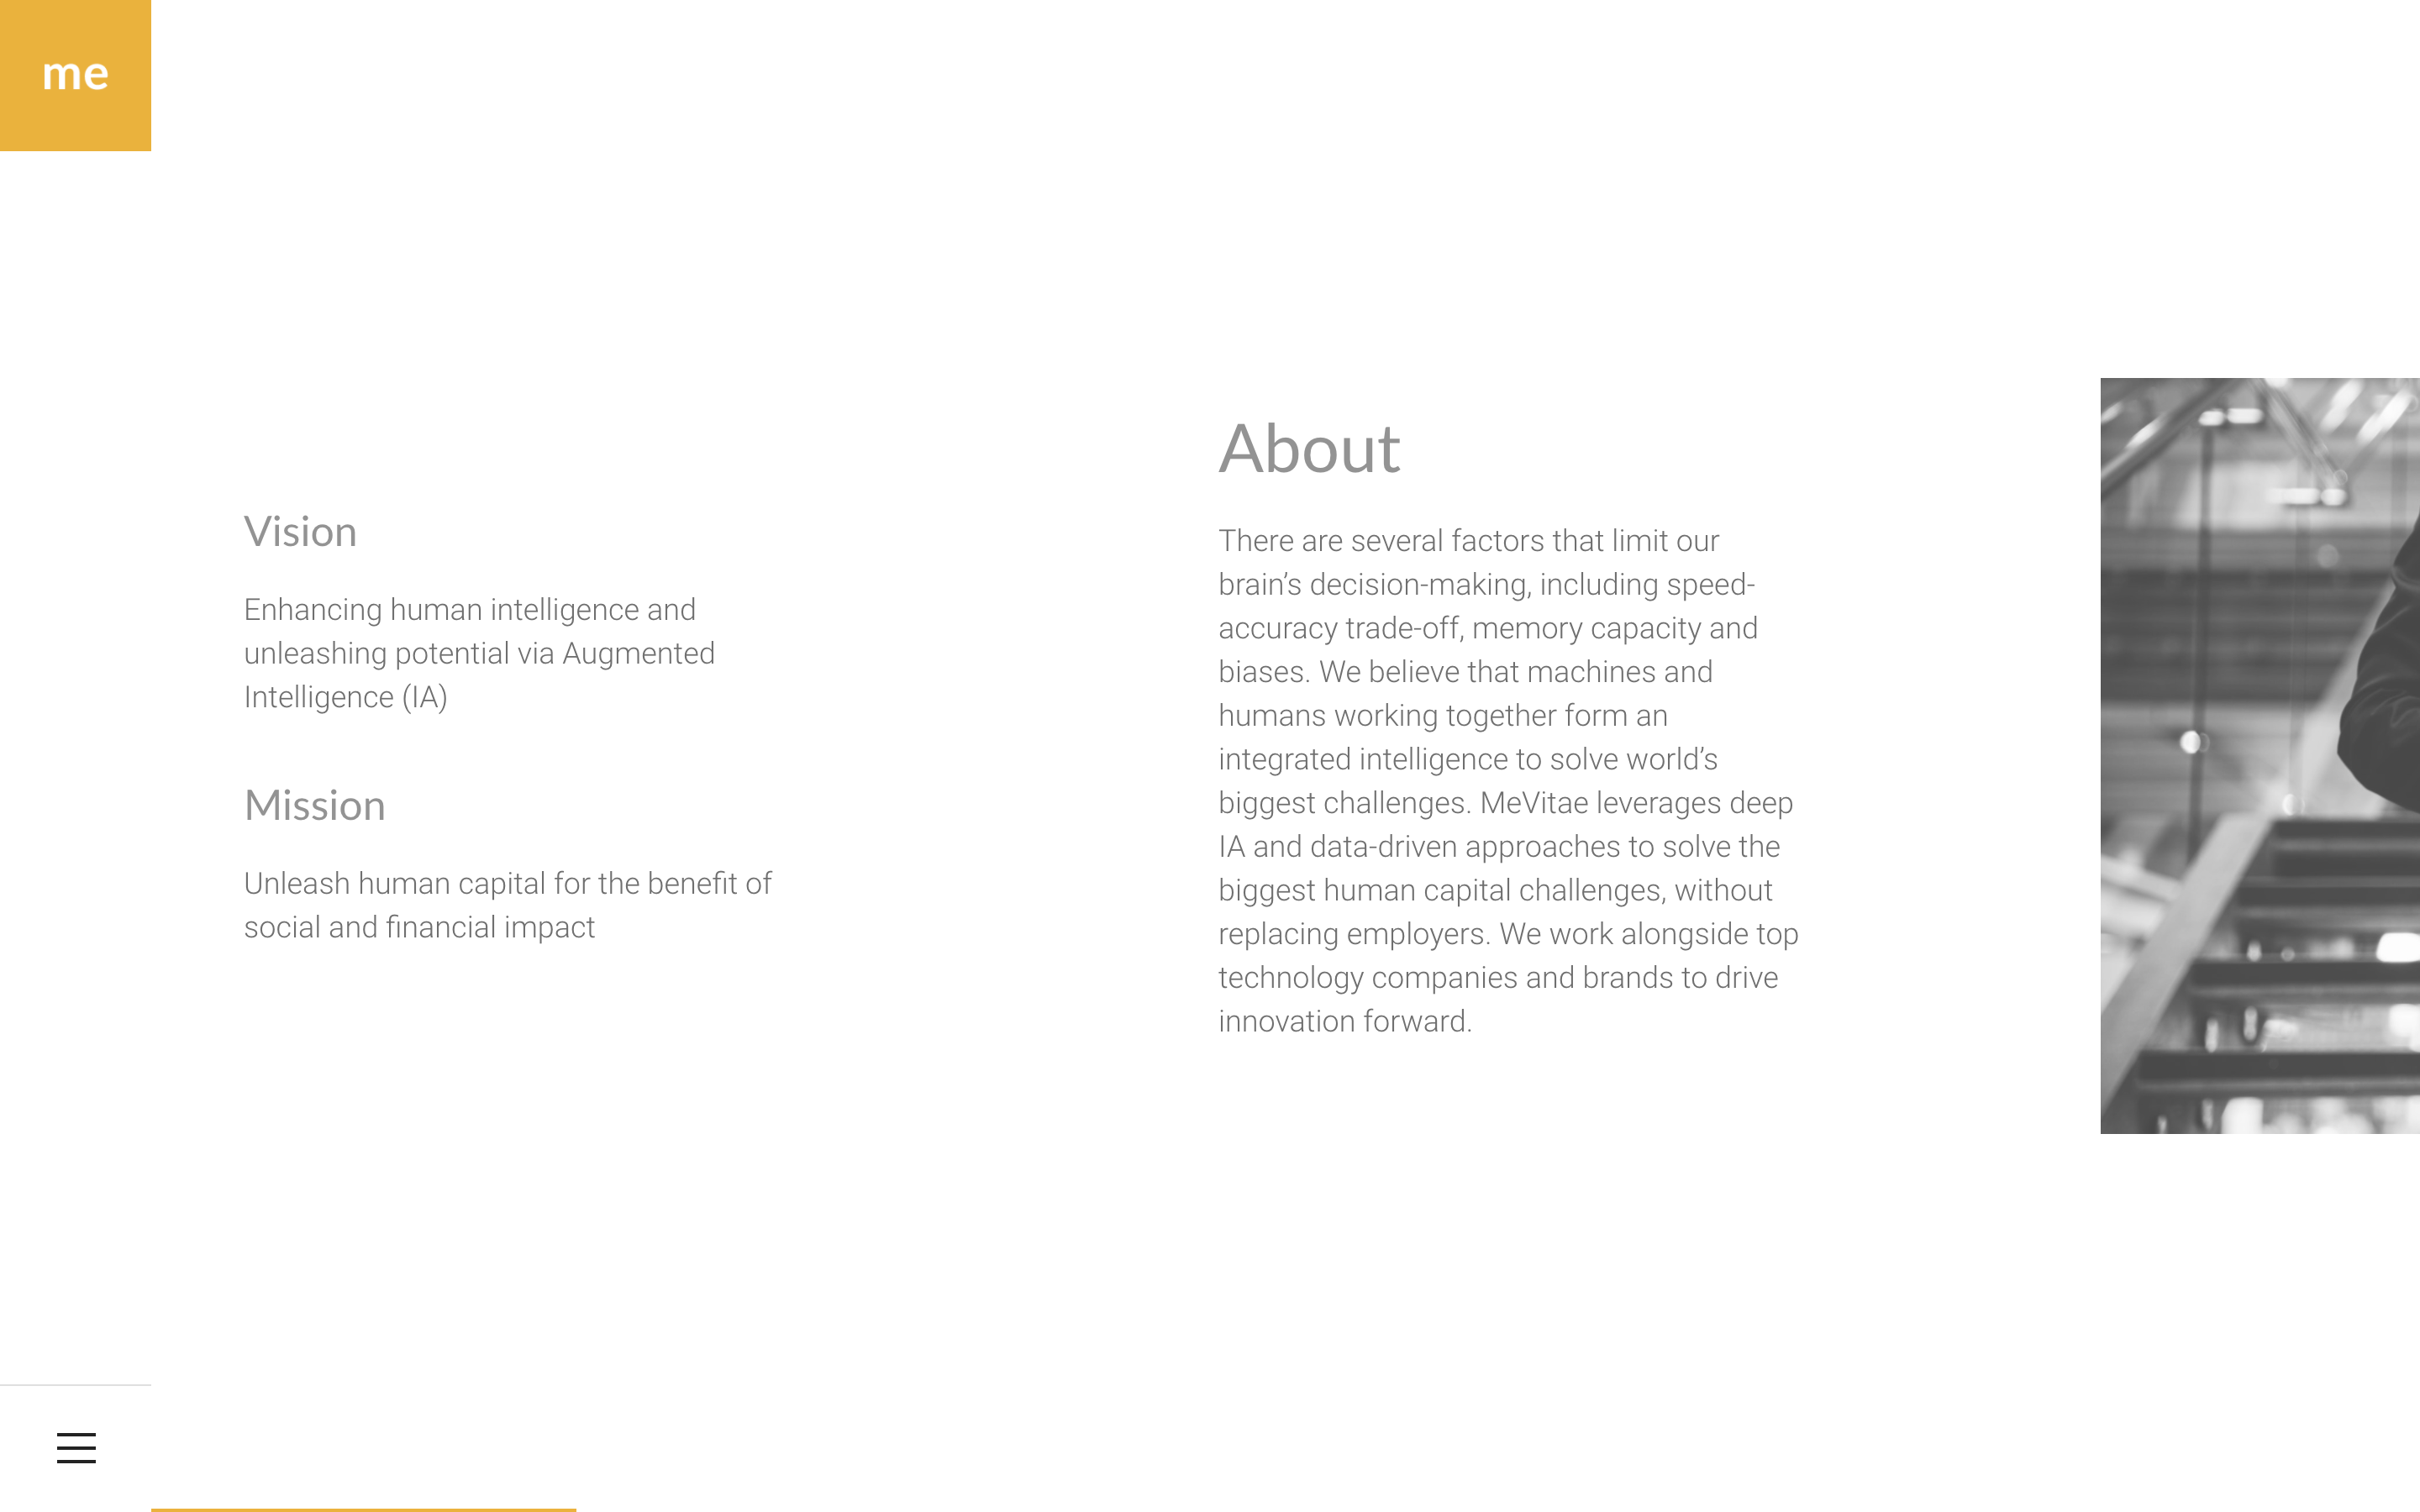 me
Vision
Enhancing human intelligence and
unleashing potential via Augmented
Intelligence (IA)
Mission
Unleash human capital for the benefit of
social and financial impact
About
There are several factors that limit our
brain’s decision-making, including speed-
accuracy trade-off, memory capacity and
biases. We believe that machines and
humans working together form an
integrated intelligence to solve world’s
biggest challenges. MeVitae leverages deep
IA and data-driven approaches to solve the
biggest human capital challenges, without
replacing employers. We work alongside top
technology companies and brands to drive
innovation forward.